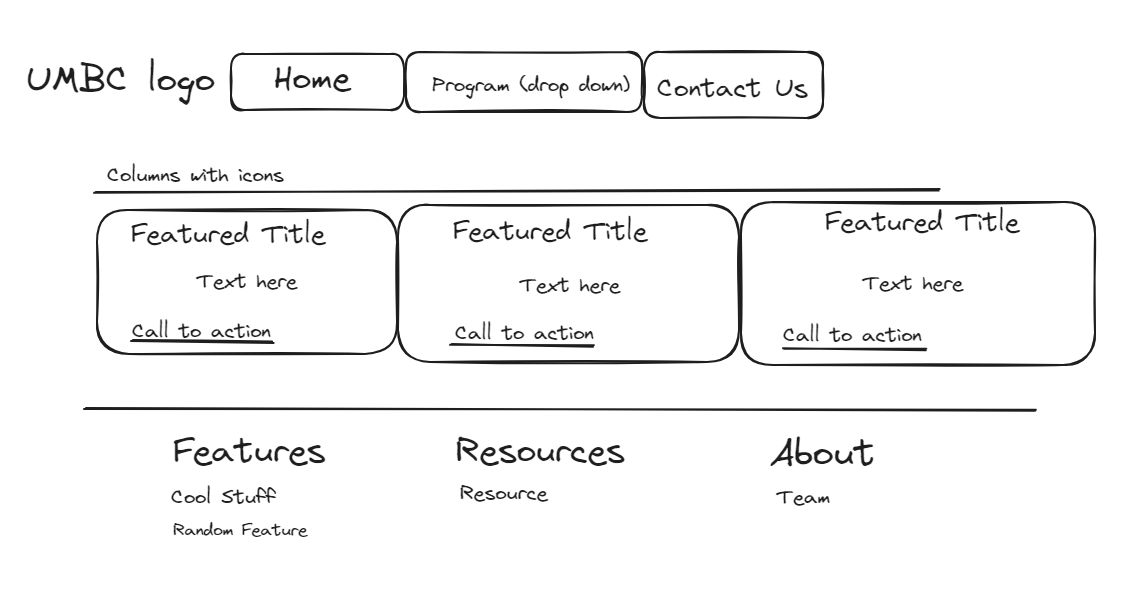 UMBC logo
Home
Program (drop down)
Contact Us
Columns with icons
Featured Title
Text here
Call to action
Featured Title
Text here
Call to action
Featured Title
Text here
Call to action
Features
Cool Stuff
Random Feature
Resources
Resource
About
Team